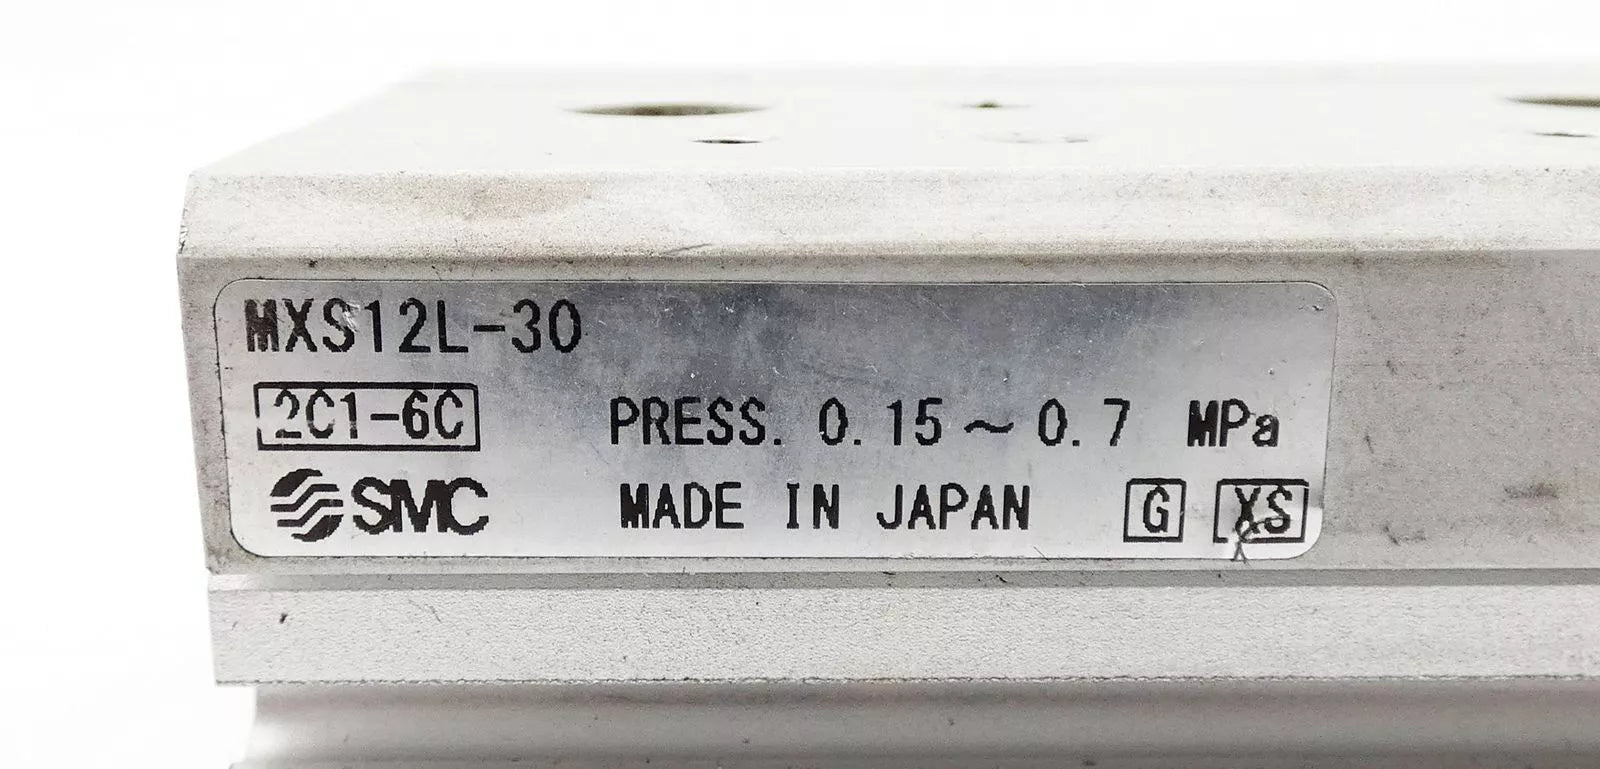 MXS12L-30
2C1-6C PRESS. 0.15~0.7 MPa
SMC MADE IN JAPAN G XS